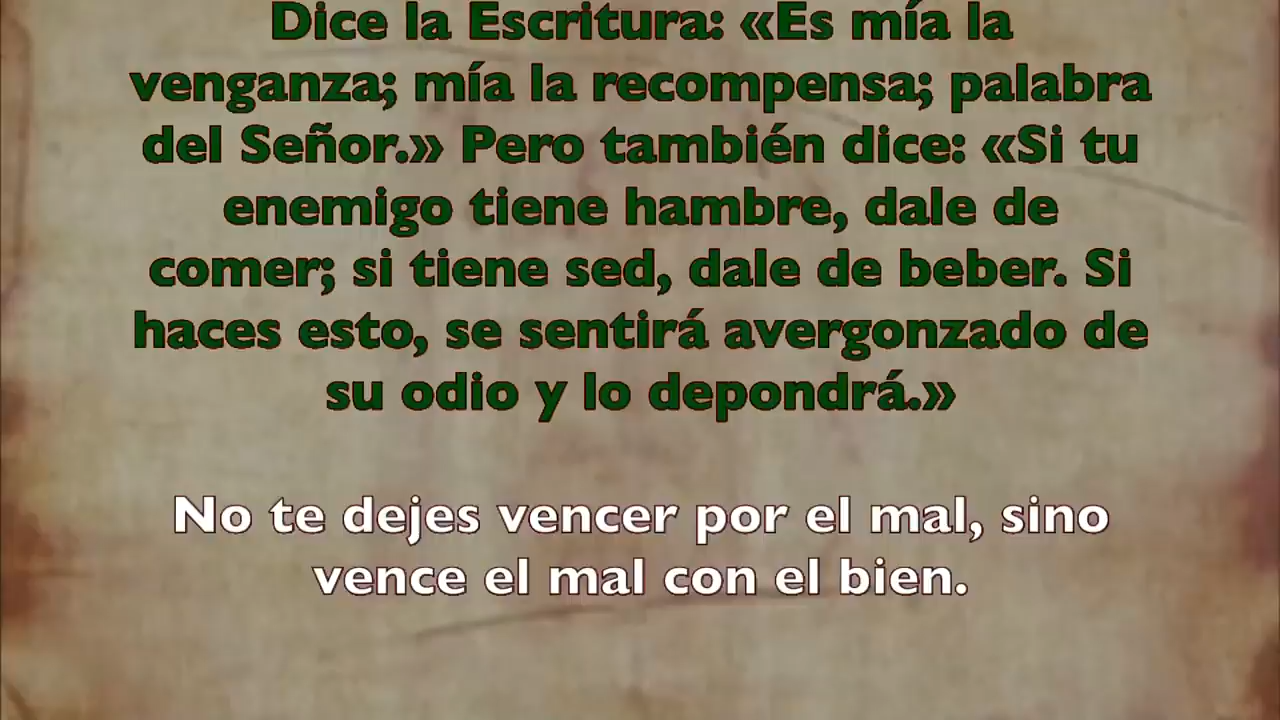 Dice la Escritura: «Es mía la
venganza; mía la recompensa; palabra
del Señor.» Pero también dice: «Si tu
enemigo tiene hambre, dale de
comer; si tiene sed, dale de beber. Si
haces esto, se sentirá avergonzado de
su odio y lo depondrá.»
No te dejes vencer por el mal, sino
vence el mal con el bien.